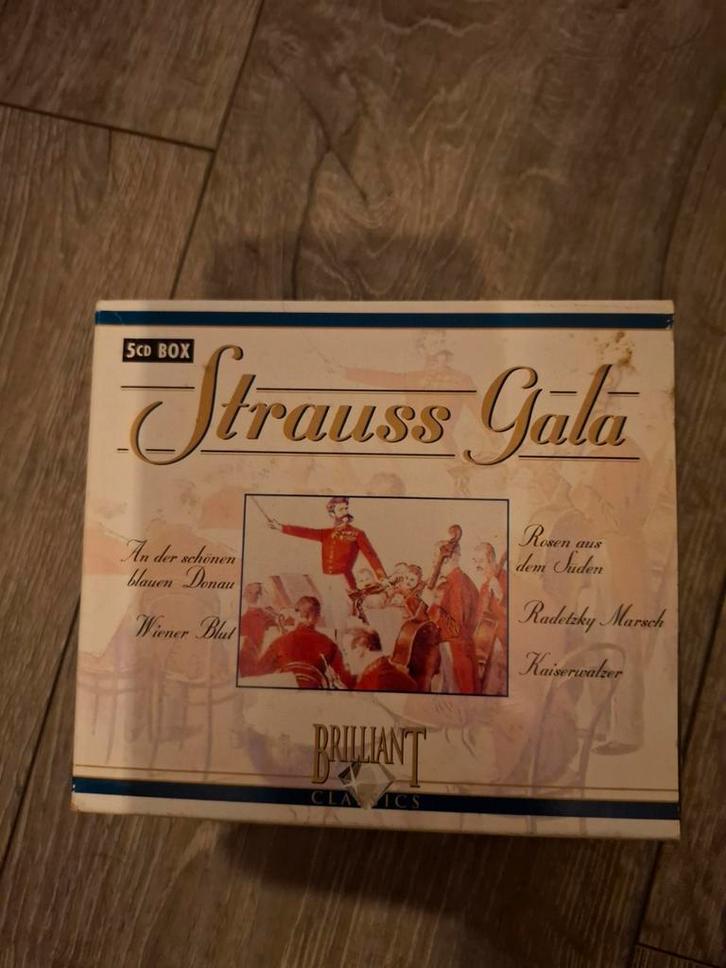 5CD BOX
Strauss Gala
An der schönen
blauen Donau
Wiener Blut
Rosen aus
dem Süden
Radetzky Marsch
Kaiserwalzer
BRILLIANT
CLASSICS